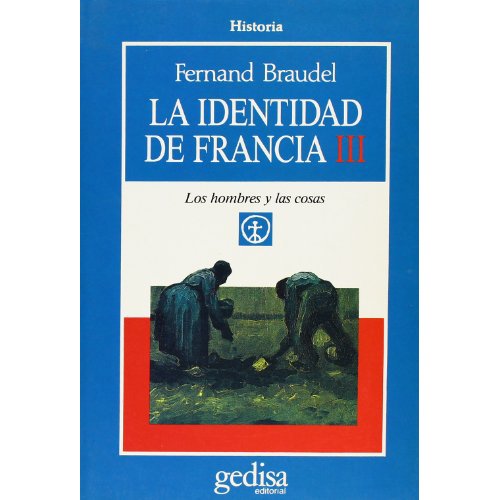 Historia
Fernand Braudel
LA IDENTIDAD
DE FRANCIA III
Los hombres y las cosas
gedisa
editorial